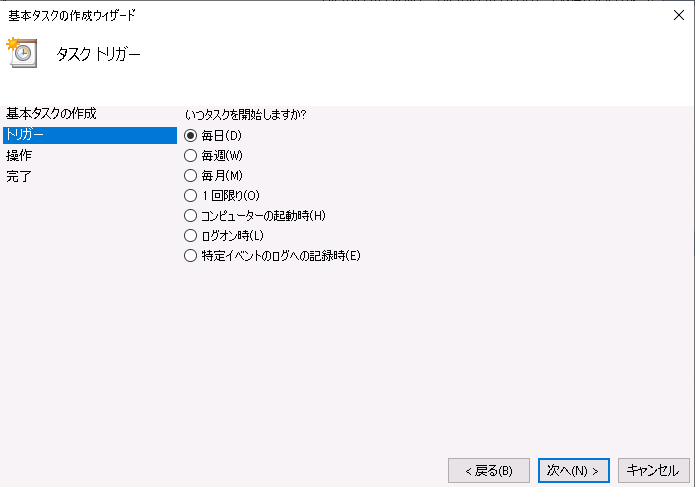 基本タスクの作成ウィザード
タスク トリガー
基本タスクの作成
トリガー
操作
完了
いつタスクを開始しますか?
毎日(D)
毎週(W)
毎月(M)
1 回限り(O)
コンピューターの起動時(H)
ログオン時(L)
特定イベントのログへの記録時(E)
< 戻る(B)
次へ(N) >
キャンセル